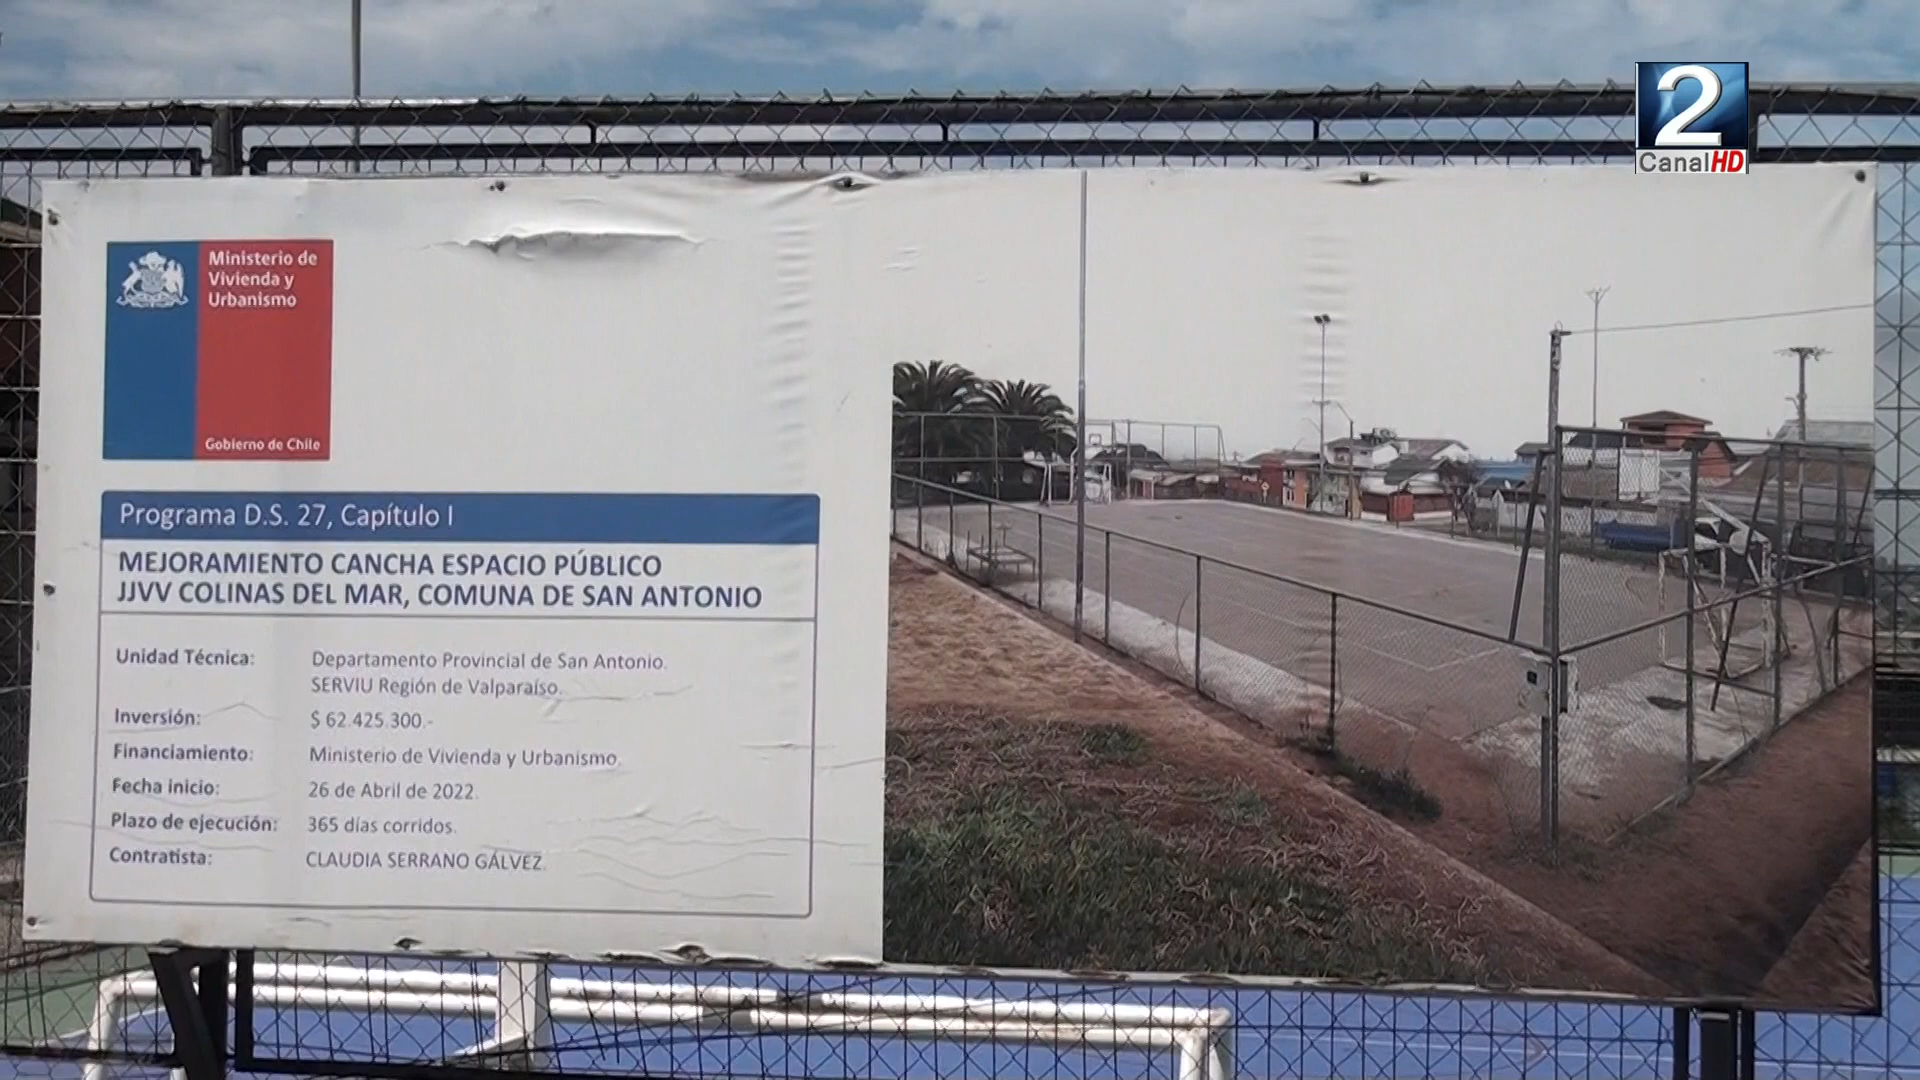 2
CanalHD
Ministerio de
Vivienda y
Urbanismo
Gobierno de Chile
Programa D.S. 27, Capítulo I
MEJORAMIENTO CANCHA ESPACIO PÚBLICO
JJVV COLINAS DEL MAR, COMUNA DE SAN ANTONIO
Unidad Técnica: Departamento Provincial de San Antonio.
SERVIU Región de Valparaíso.
Inversión: $ 62.425.300.-
Financiamiento: Ministerio de Vivienda y Urbanismo.
Fecha inicio: 26 de Abril de 2022.
Plazo de ejecución: 365 días corridos.
Contratista: CLAUDIA SERRANO GÁLVEZ.